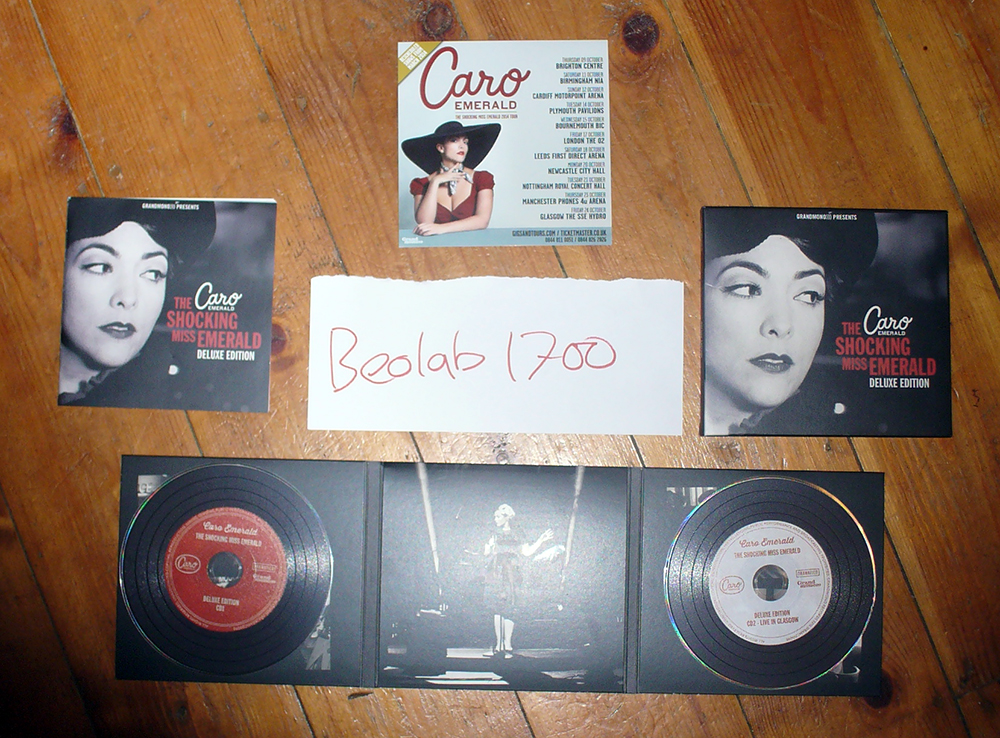 Caro
EMERALD
THE SHOCKING MISS EMERALD 2014 TOUR
THURSDAY 09 OCTOBER
BRIGHTON CENTRE
SATURDAY 11 OCTOBER
BIRMINGHAM NIA
SUNDAY 12 OCTOBER
CARDIFF MOTORPOINT ARENA
TUESDAY 14 OCTOBER
PLYMOUTH PAVILIONS
WEDNESDAY 15 OCTOBER
BOURNEMOUTH BIC
FRIDAY 17 OCTOBER
LONDON THE O2
SATURDAY 18 OCTOBER
LEEDS FIRST DIRECT ARENA
MONDAY 20 OCTOBER
NEWCASTLE CITY HALL
TUESDAY 21 OCTOBER
NOTTINGHAM ROYAL CONCERT HALL
THURSDAY 23 OCTOBER
MANCHESTER PHONES 4u ARENA
FRIDAY 24 OCTOBER
GLASGOW THE SSE HYDRO
GIGSANDTOURS.COM / TICKETMASTER.CO.UK
GRANDMONO PRESENTS
THE Caro
EMERALD
SHOCKING
MISS EMERALD
DELUXE EDITION
Beolab 1700
GRANDMONO PRESENTS
THE Caro
EMERALD
SHOCKING
MISS EMERALD
DELUXE EDITION
Caro Emerald
THE SHOCKING MISS EMERALD
Caro
Grand
DELUXE EDITION
CD1
Caro Emerald
THE SHOCKING MISS EMERALD
Caro
Grand
DELUXE EDITION
CD2 - LIVE IN GLASGOW